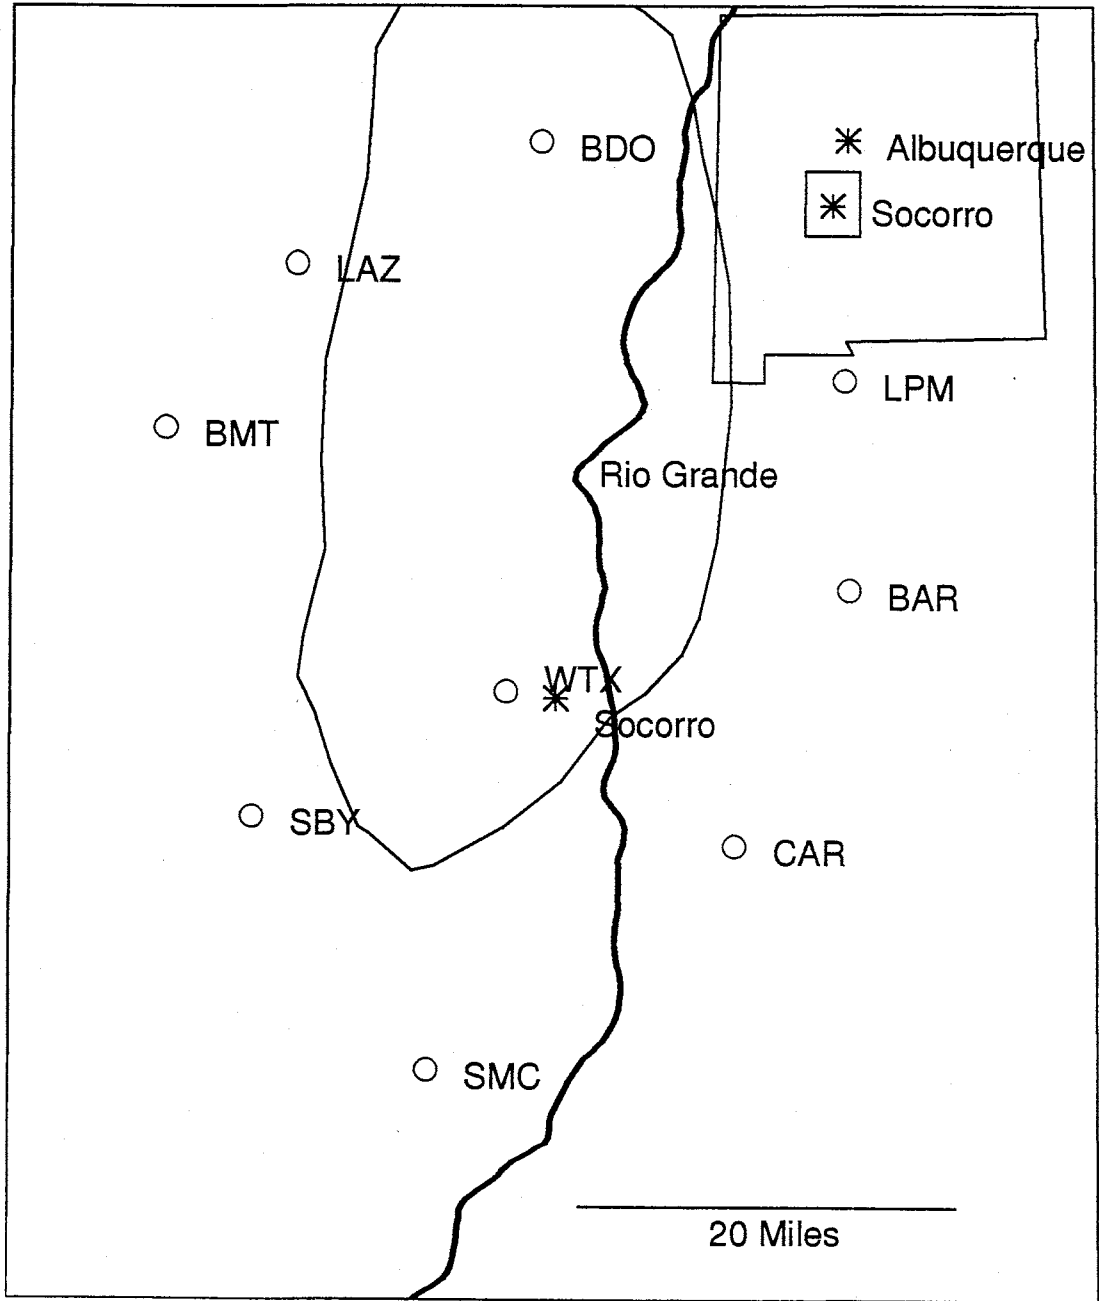 BDO
Albuquerque
Socorro
LAZ
LPM
BMT
Rio Grande
BAR
WTX
Socorro
SBY
CAR
SMC
20 Miles